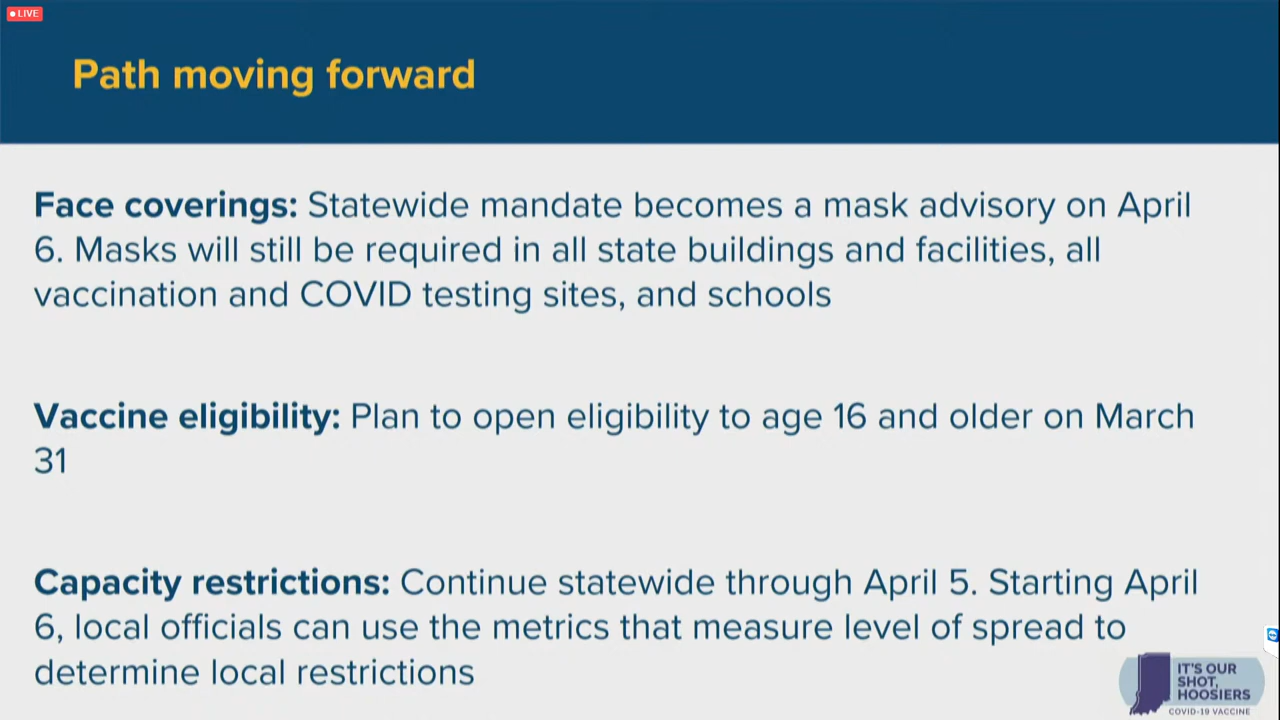 LIVE
Path moving forward
Face coverings: Statewide mandate becomes a mask advisory on April
6. Masks will still be required in all state buildings and facilities, all
vaccination and COVID testing sites, and schools
Vaccine eligibility: Plan to open eligibility to age 16 and older on March
31
Capacity restrictions: Continue statewide through April 5. Starting April
6, local officials can use the metrics that measure level of spread to
determine local restrictions
IT'S OUR
SHOT,
HOOSIERS
COVID-19 VACCINE